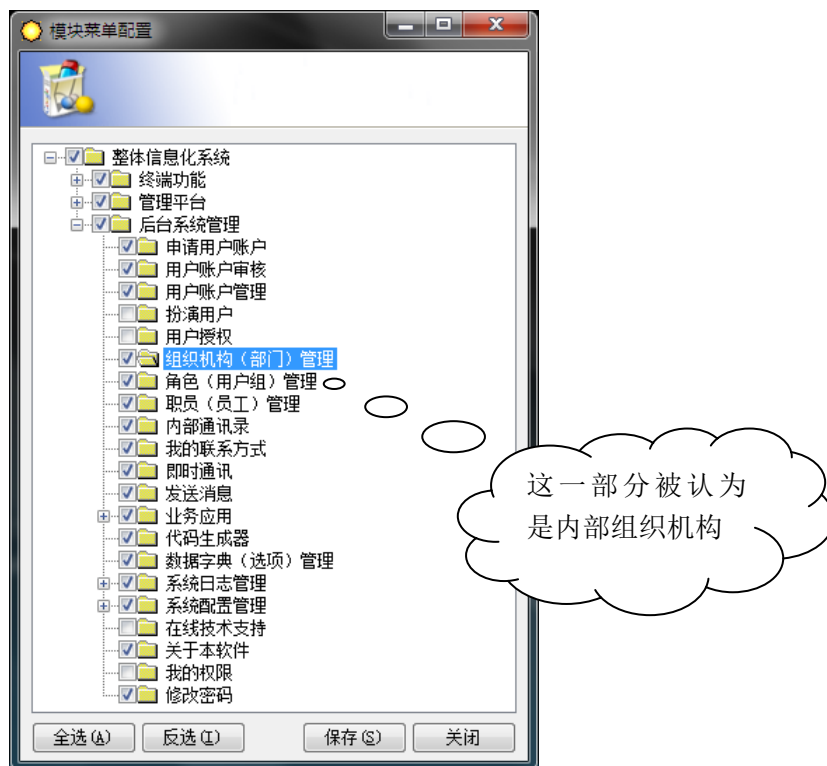 模块菜单配置
整体信息化系统
终端功能
管理平台
后台系统管理
申请用户账户
用户账户审核
用户账户管理
扮演用户
用户授权
组织机构（部门）管理
角色（用户组）管理
职员（员工）管理
内部通讯录
我的联系方式
即时通讯
发送消息
业务应用
代码生成器
数据字典（选项）管理
系统日志管理
系统配置管理
在线技术支持
关于本软件
我的权限
修改密码
这一部分被认为
是内部组织机构
全选(A) 反选(I) 保存(S) 关闭